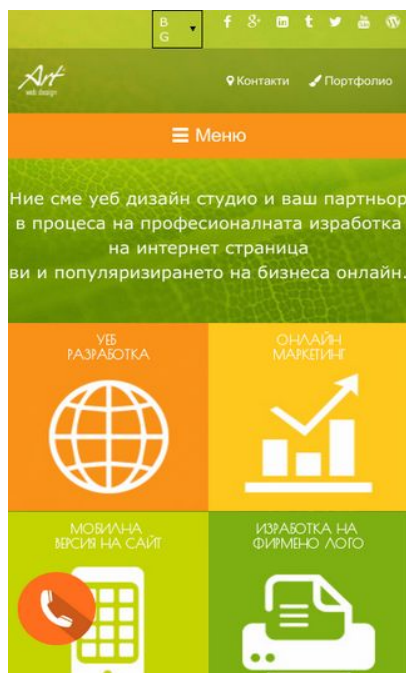 B
G
Art
web design
Контакти
Портфолио
Меню
Ние сме уеб дизайн студио и ваш партньор
в процеса на професионалната изработка
на интернет страница
ви и популяризирането на бизнеса онлайн.
УЕБ
РАЗРАБОТКА
ОНЛАЙН
МАРКЕТИНГ
МОБИЛНА
ВЕРСИЯ НА САЙТ
ИЗРАБОТКА НА
ФИРМЕНО ЛОГО